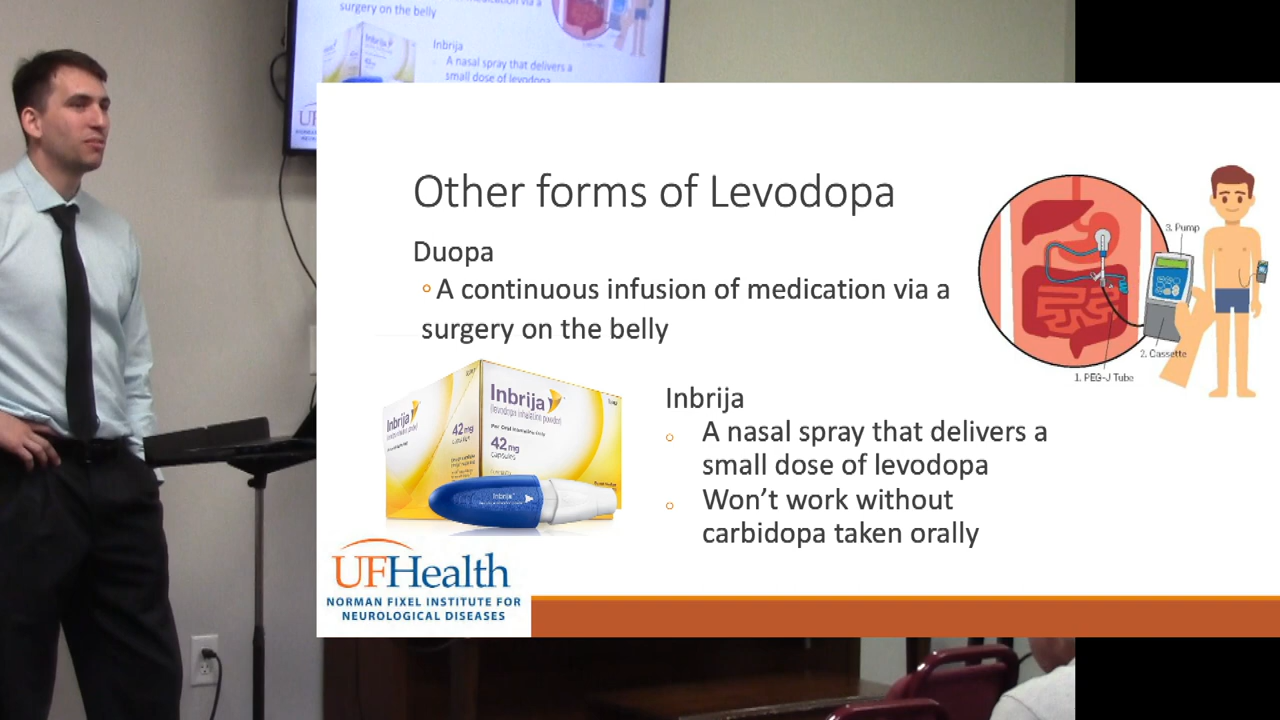 surgery on the belly
Inbrija
A nasal spray that delivers a
small dose of levodopa
Other forms of Levodopa
Duopa
A continuous infusion of medication via a
surgery on the belly
3. Pump
2. Cassette
1. PEG-J Tube
Inbrija
42 mg
Inbrija
(levodopa inhalation powder)
For Oral Inhalation Only
42 mg
capsules
Inbrija
Inbrija
A nasal spray that delivers a
small dose of levodopa
Won't work without
carbidopa taken orally
UFHealth
NORMAN FIXEL INSTITUTE FOR
NEUROLOGICAL DISEASES